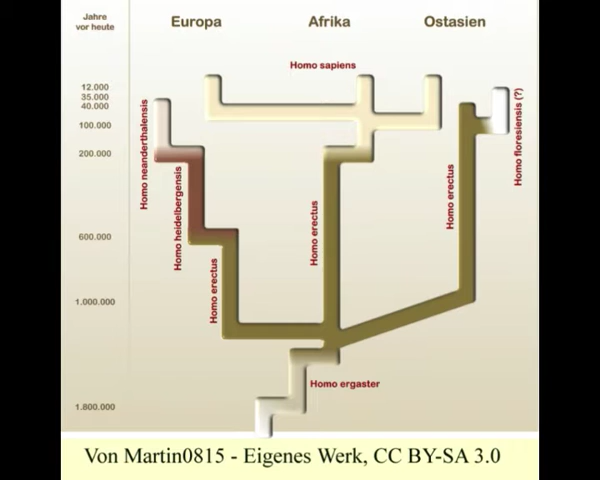 Jahre
vor heute
Europa
Afrika
Ostasien
Homo sapiens
12.000
35.000
40.000
100.000
200.000
600.000
1.000.000
1.800.000
Homo neanderthalensis
Homo heidelbergensis
Homo erectus
Homo erectus
Homo erectus
Homo floresiensis (?)
Homo ergaster
Von Martin0815 - Eigenes Werk, CC BY-SA 3.0